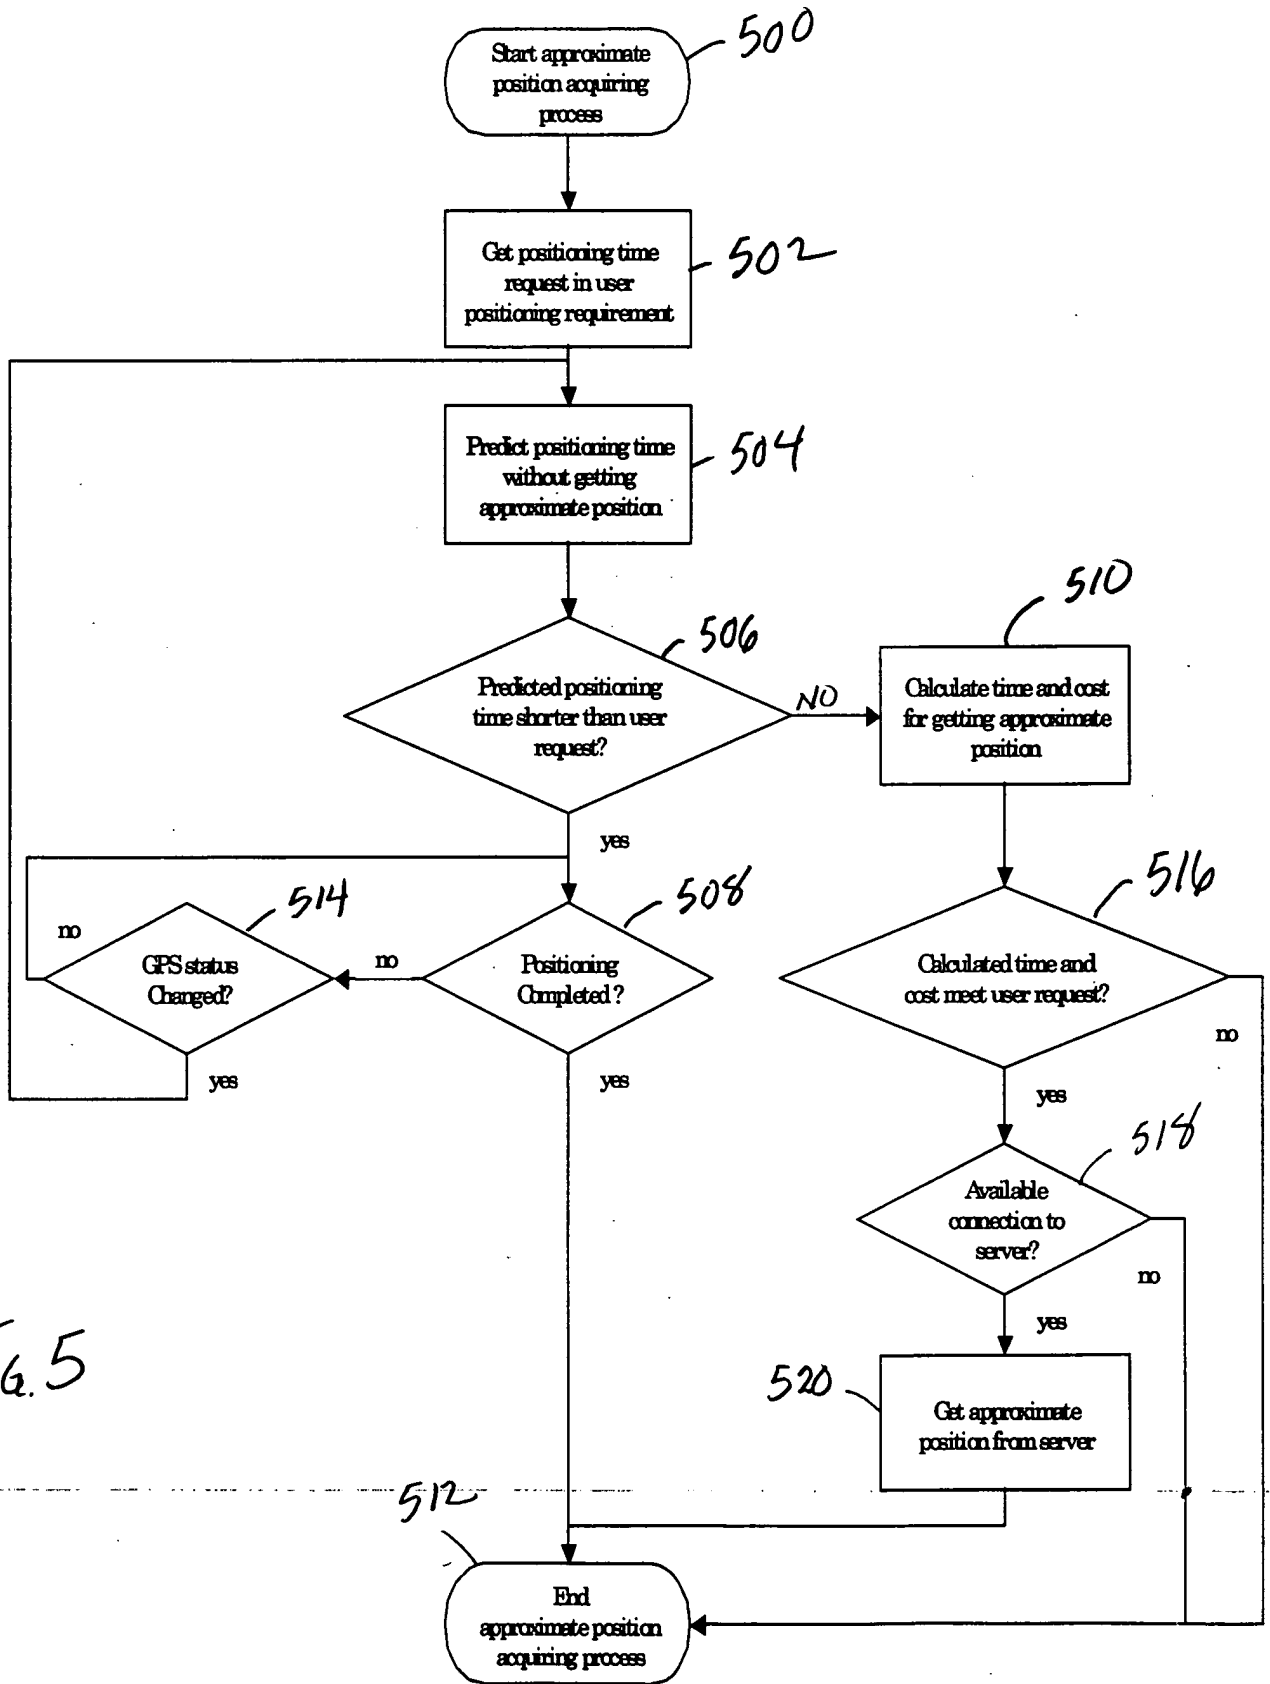 500
Start approximate
position acquiring
process
502
Get positioning time
request in user
positioning requirement
504
Predict positioning time
without getting
approximate position
510
506
Predicted positioning
time shorter than user
request?
NO
Calculate time and cost
for getting approximate
position
yes
516
514
508
no
GPS status
Changed?
no
Positioning
Completed ?
Calculated time and
cost meet user request?
no
yes
yes
yes
518
Available
connection to
server?
no
yes
G. 5
520
Get approximate
position from server
512
End
approximate position
acquiring process